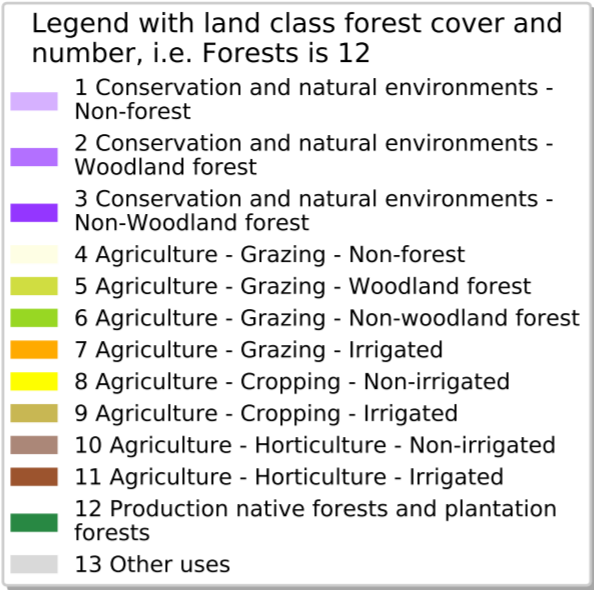 Legend with land class forest cover and
number, i.e. Forests is 12
1 Conservation and natural environments -
Non-forest
2 Conservation and natural environments -
Woodland forest
3 Conservation and natural environments -
Non-Woodland forest
4 Agriculture - Grazing - Non-forest
5 Agriculture - Grazing - Woodland forest
6 Agriculture - Grazing - Non-woodland forest
7 Agriculture - Grazing - Irrigated
8 Agriculture - Cropping - Non-irrigated
9 Agriculture - Cropping - Irrigated
10 Agriculture - Horticulture - Non-irrigated
11 Agriculture - Horticulture - Irrigated
12 Production native forests and plantation
forests
13 Other uses